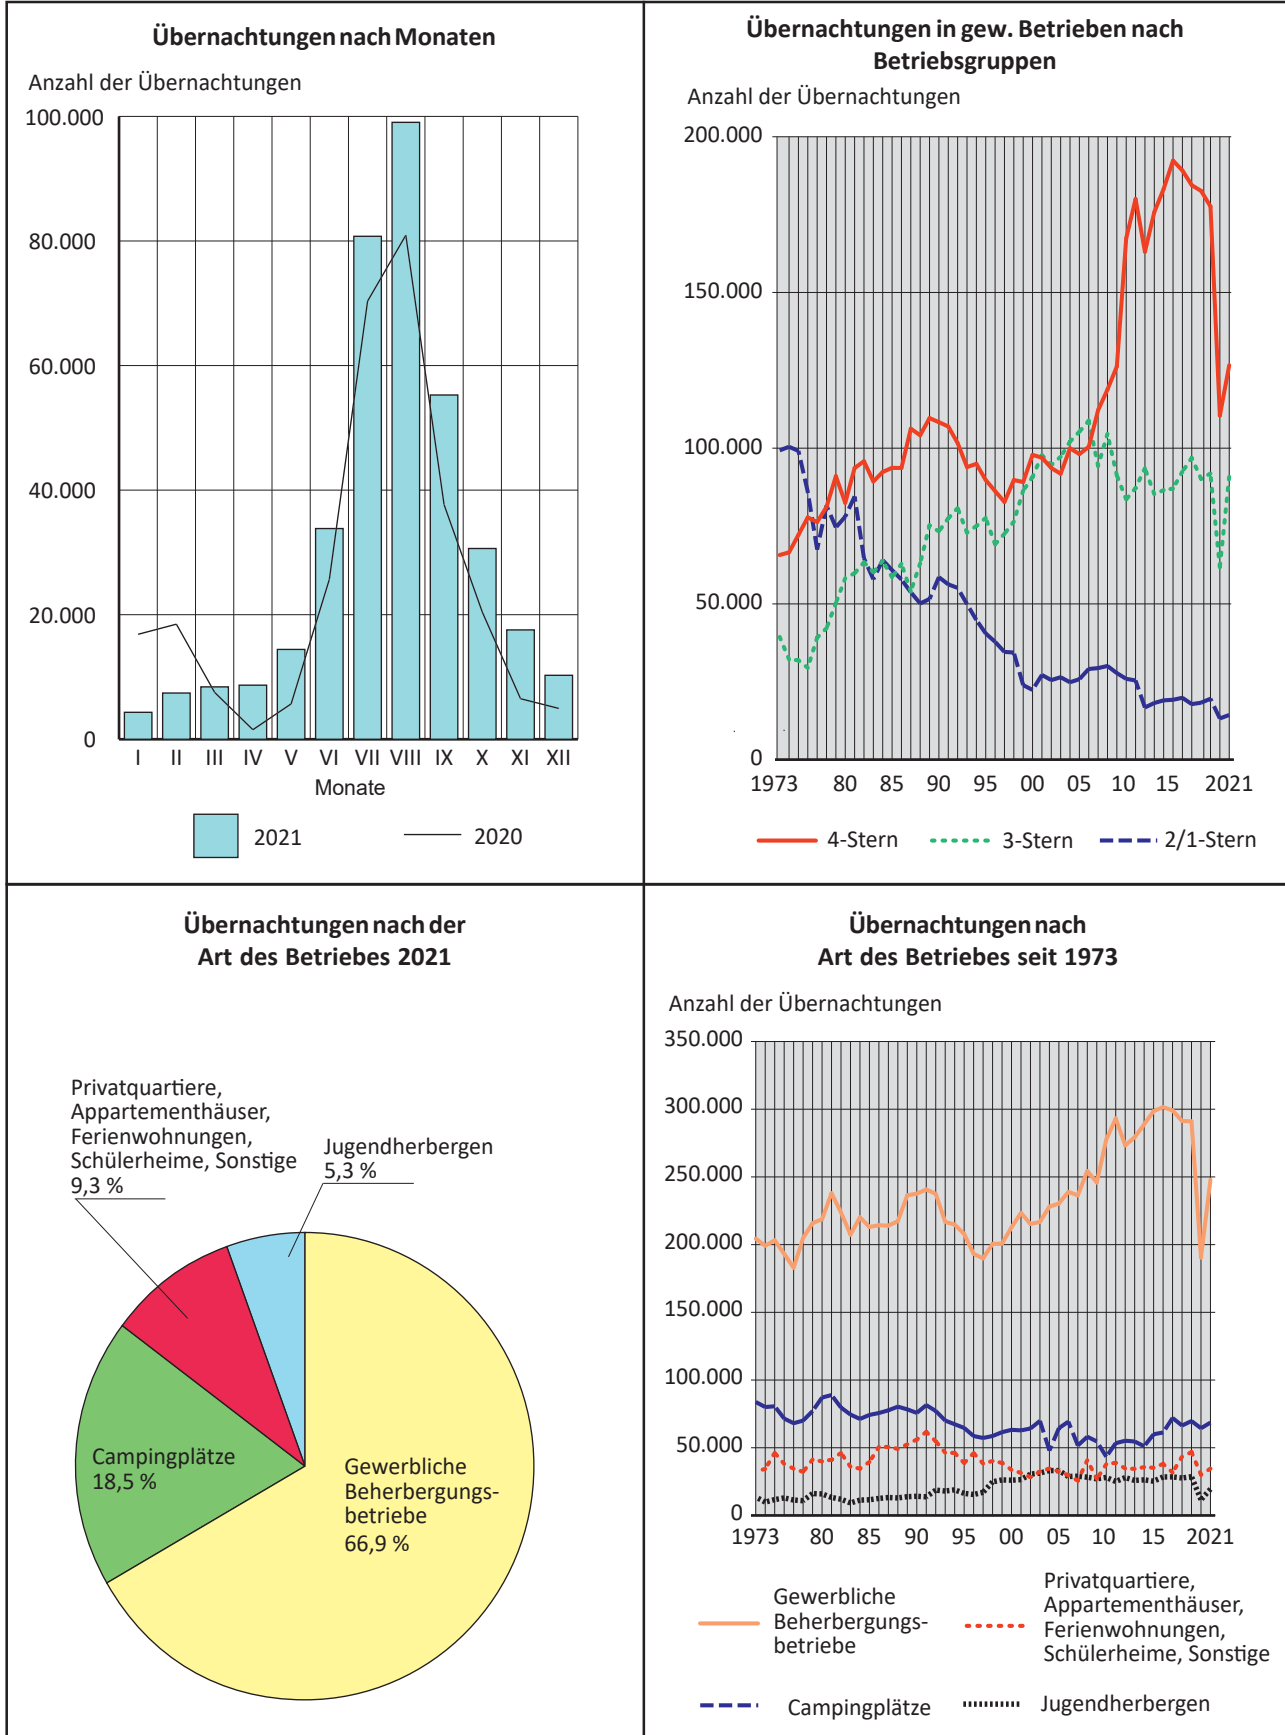 Übernachtungen nach Monaten
Anzahl der Übernachtungen
100.000
80.000
60.000
40.000
20.000
0
I II III IV V VI VII VIII IX X XI XII
Monate
2021 2020
Übernachtungen in gew. Betrieben nach
Betriebsgruppen
Anzahl der Übernachtungen
200.000
150.000
100.000
50.000
0
1973 80 85 90 95 00 05 10 15 2021
4-Stern 3-Stern 2/1-Stern
Übernachtungen nach der
Art des Betriebes 2021
Privatquartiere,
Appartementhäuser,
Ferienwohnungen,
Schülerheime, Sonstige
9,3 %
Jugendherbergen
5,3 %
Campingplätze
18,5 %
Gewerbliche
Beherbergungs-
betriebe
66,9 %
Übernachtungen nach
Art des Betriebes seit 1973
Anzahl der Übernachtungen
350.000
300.000
250.000
200.000
150.000
100.000
50.000
0
1973 80 85 90 95 00 05 10 15 2021
Gewerbliche
Beherbergungs-
betriebe
Privatquartiere,
Appartementhäuser,
Ferienwohnungen,
Schülerheime, Sonstige
Campingplätze
Jugendherbergen